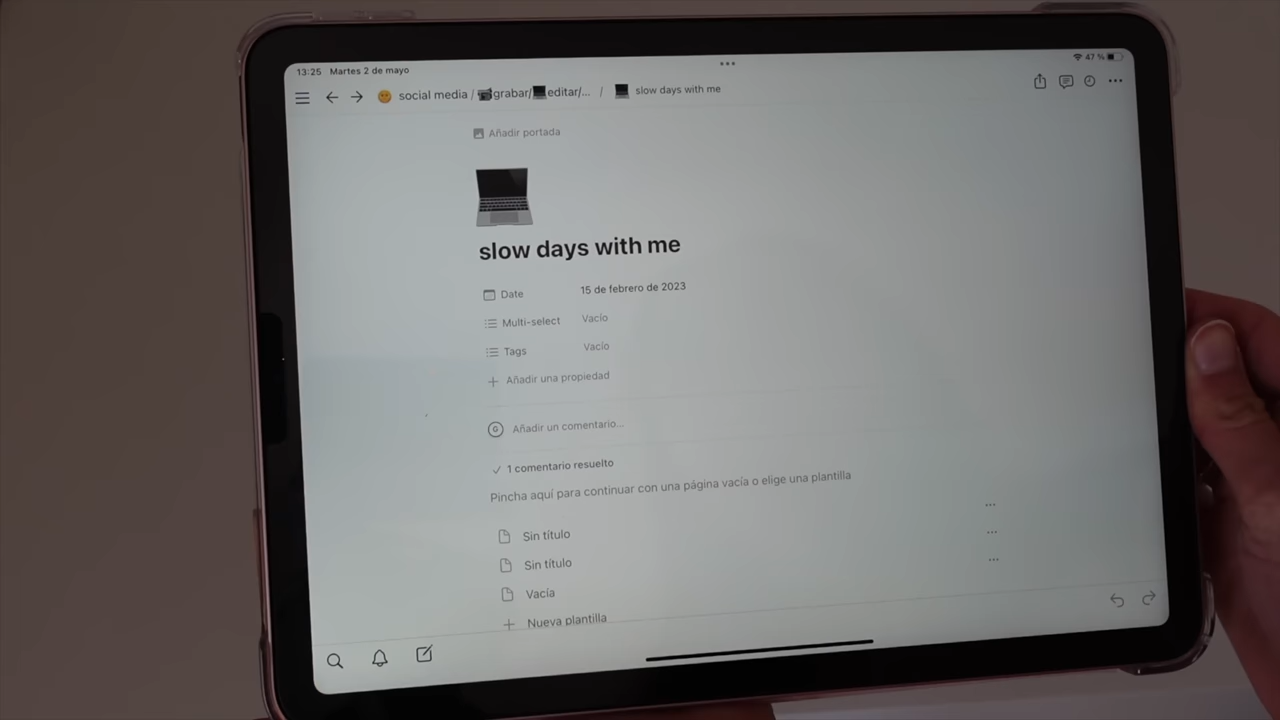 13:25 Martes 2 de mayo
47 %
social media / grabar/ editar/... / slow days with me
Añadir portada
slow days with me
Date 15 de febrero de 2023
Multi-select Vacío
Tags Vacío
Añadir una propiedad
G Añadir un comentario...
1 comentario resuelto
Pincha aquí para continuar con una página vacía o elige una plantilla
Sin título
Sin título
Vacía
Nueva plantilla